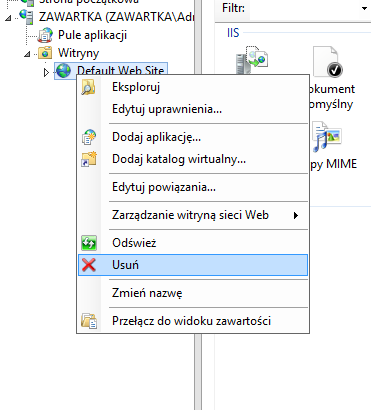 Strona początkowa
ZAWARTKA (ZAWARTKA\Adm
Pule aplikacji
Witryny
Default Web Site
Filtr:
IIS
Eksploruj
Edytuj uprawnienia...
Dodaj aplikację...
Dodaj katalog wirtualny...
Edytuj powiązania...
Zarządzanie witryną sieci Web
Odśwież
Usuń
Zmień nazwę
Przełącz do widoku zawartości
okument
omyślny
py MIME